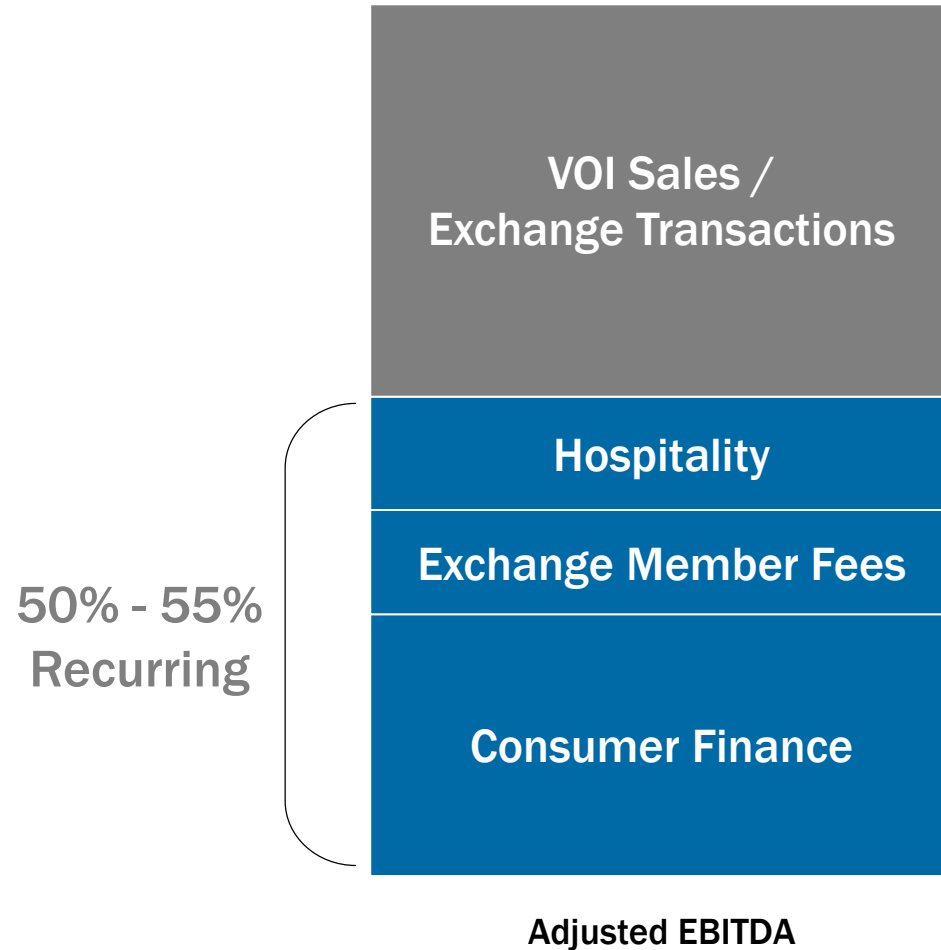 VOI Sales /
Exchange Transactions
Hospitality
Exchange Member Fees
50% - 55%
Recurring
Consumer Finance
Adjusted EBITDA